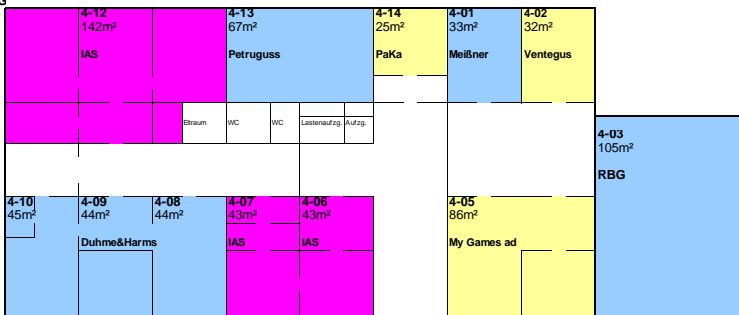 4-12
142m²
IAS
4-13
67m²
Petruguss
4-14
25m²
PaKa
4-01
33m²
Meißner
4-02
32m²
Ventegus
Eltraum
WC
WC
Lastenaufzg.
Aufzg.
4-03
105m²
RBG
4-10
45m²
4-09
44m²
Duhme&Harms
4-08
44m²
4-07
43m²
IAS
4-06
43m²
IAS
4-05
86m²
My Games ad